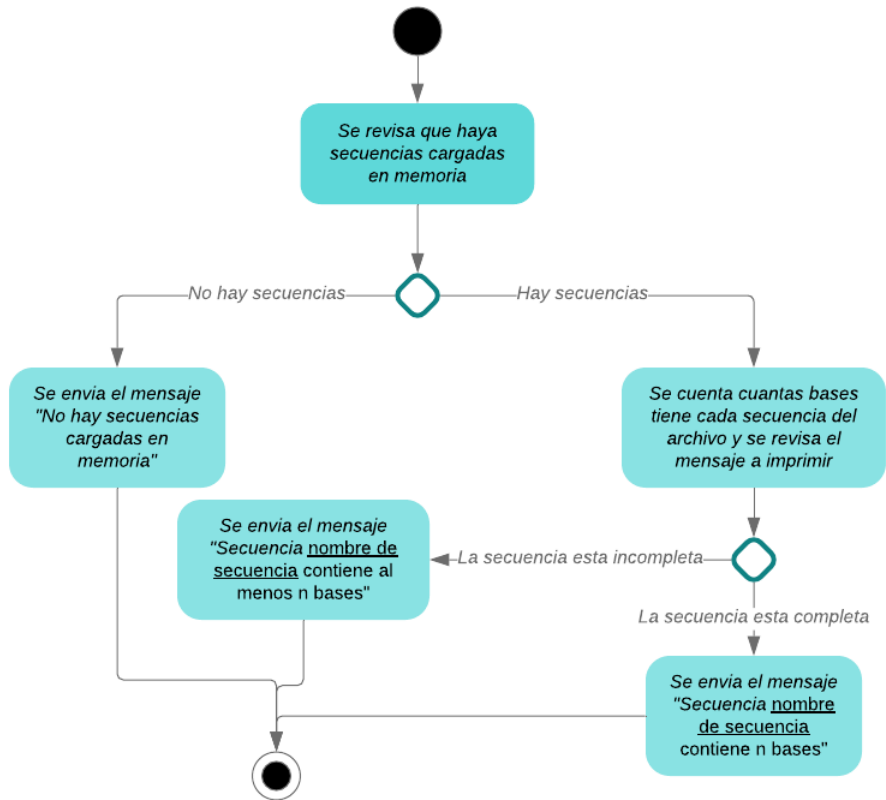 Se revisa que haya
secuencias cargadas
en memoria
No hay secuencias
Hay secuencias
Se envia el mensaje
"No hay secuencias
cargadas en
memoria"
Se cuenta cuantas bases
tiene cada secuencia del
archivo y se revisa el
mensaje a imprimir
Se envia el mensaje
"Secuencia nombre de
secuencia contiene al
menos n bases"
La secuencia esta incompleta
La secuencia esta completa
Se envia el mensaje
"Secuencia nombre
de secuencia
contiene n bases"